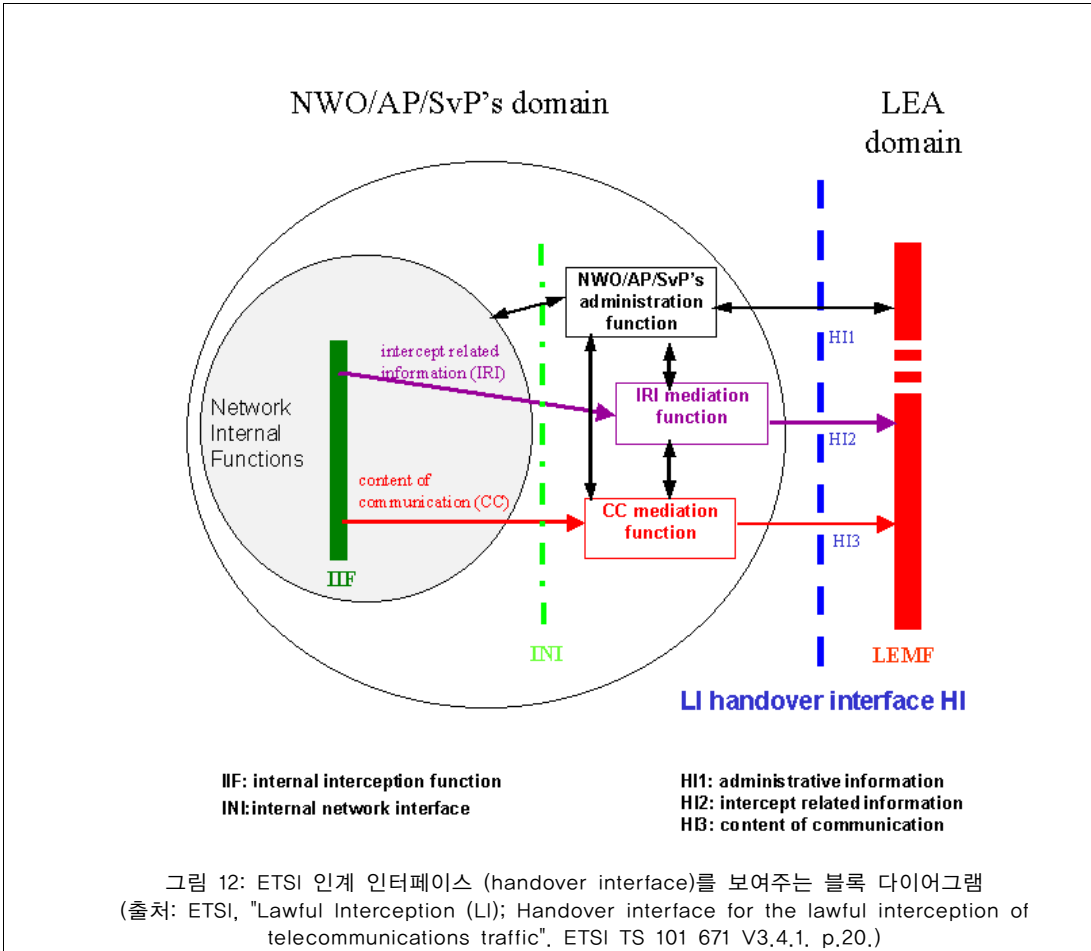 NWO/AP/SvP's domain
LEA
domain
NWO/AP/SvP's
administration
function
HI1
intercept related
information (IRI)
IRI mediation
function
Network
Internal
Functions
HI2
content of
communication (CC)
CC mediation
function
HI3
IIF
INI
LEMF
LI handover interface HI
IIF: internal interception function
INI:internal network interface
HI1: administrative information
HI2: intercept related information
HI3: content of communication
그림 12: ETSI 인계 인터페이스 (handover interface)를 보여주는 블록 다이어그램
(출처: ETSI, "Lawful Interception (LI); Handover interface for the lawful interception of
telecommunications traffic", ETSI TS 101 671 V3.4.1, p.20.)